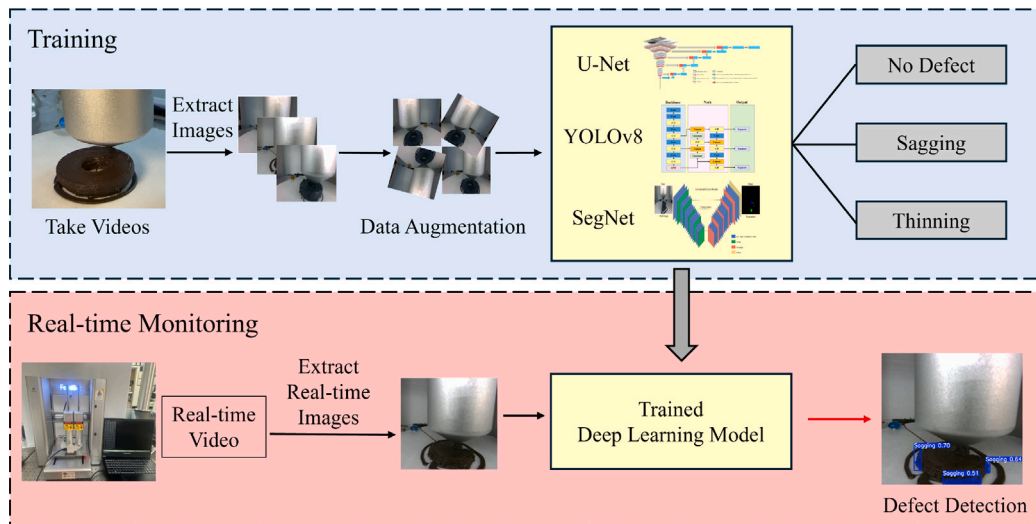 Training
Extract
Images
Take Videos
Data Augmentation
U-Net
YOLOv8
SegNet
No Defect
Sagging
Thinning
Real-time Monitoring
Real-time
Video
Extract
Real-time
Images
Trained
Deep Learning Model
Sagging 0.70
Sagging 0.64
Sagging 0.51
Defect Detection